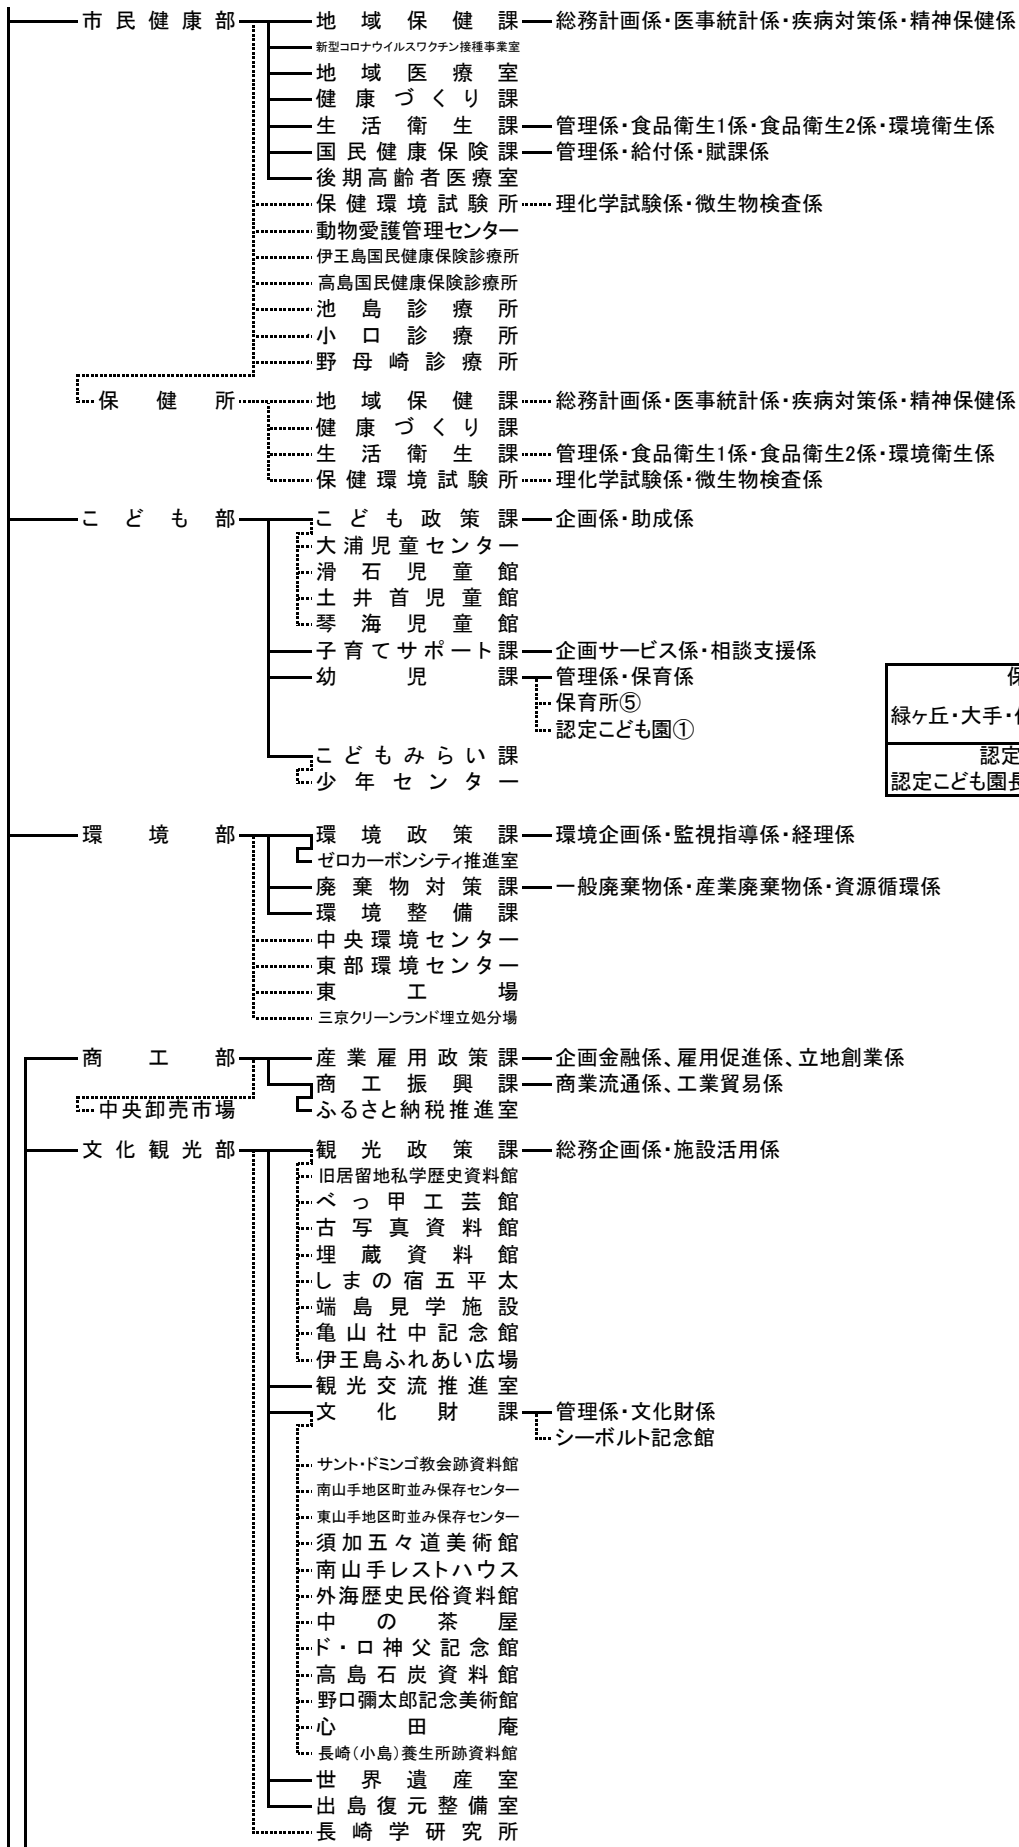 市民健康部 地域保健課 総務計画係・医事統計係・疾病対策係・精神保健係
新型コロナウイルスワクチン接種事業室
地域医療室
健康づくり課
生活衛生課 管理係・食品衛生1係・食品衛生2係・環境衛生係
国民健康保険課 管理係・給付係・賦課係
後期高齢者医療室
保健環境試験所 理化学試験係・微生物検査係
動物愛護管理センター
伊王島国民健康保険診療所
高島国民健康保険診療所
池島診療所
小口診療所
野母崎診療所
保健所 地域保健課 総務計画係・医事統計係・疾病対策係・精神保健係
健康づくり課
生活衛生課 管理係・食品衛生1係・食品衛生2係・環境衛生係
保健環境試験所 理化学試験係・微生物検査係
こども部 こども政策課 企画係・助成係
大浦児童センター
滑石児童館
土井首児童館
琴海児童館
子育てサポート課 企画サービス係・相談支援係
幼児課 管理係・保育係
保育所⑤
認定こども園①
緑ヶ丘・大手・
認定
認定こども園長
こどもみらい課
少年センター
環境部 環境政策課 環境企画係・監視指導係・経理係
ゼロカーボンシティ推進室
廃棄物対策課 一般廃棄物係・産業廃棄物係・資源循環係
環境整備課
中央環境センター
東部環境センター
東工場
三京クリーンランド埋立処分場
商工部 産業雇用政策課 企画金融係、雇用促進係、立地創業係
商工振興課 商業流通係、工業貿易係
中央卸売市場 ふるさと納税推進室
文化観光部 観光政策課 総務企画係・施設活用係
旧居留地私学歴史資料館
べっ甲工芸館
古写真資料館
埋蔵資料館
しまの宿五平太
端島見学施設
亀山社中記念館
伊王島ふれあい広場
観光交流推進室
文化財課 管理係・文化財係
シーボルト記念館
サント・ドミンゴ教会跡資料館
南山手地区町並み保存センター
東山手地区町並み保存センター
須加五々道美術館
南山手レストハウス
外海歴史民俗資料館
中の茶屋
ド・ロ神父記念館
高島石炭資料館
野口彌太郎記念美術館
心田庵
長崎(小島)養生所跡資料館
世界遺産室
出島復元整備室
長崎学研究所